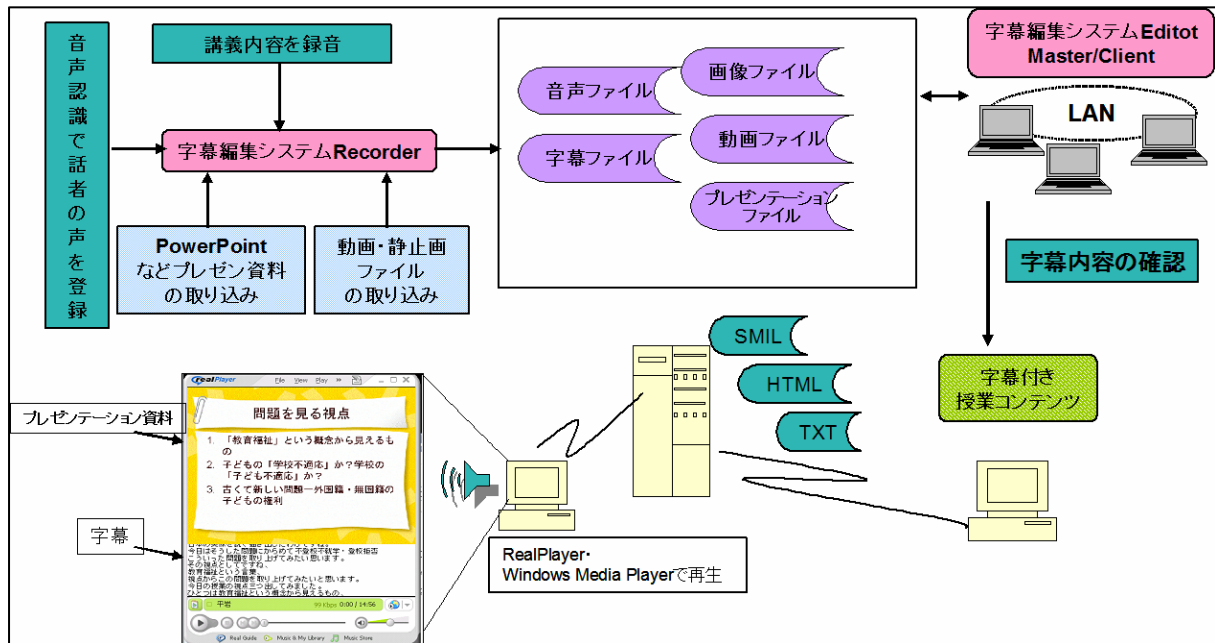 音声認識で話者の声を登録
講義内容を録音
字幕編集システムRecorder
PowerPoint
などプレゼン資料
の取り込み
動画・静止画
ファイル
の取り込み
音声ファイル
字幕ファイル
画像ファイル
動画ファイル
プレゼンテーション
ファイル
字幕編集システムEditot
Master/Client
LAN
字幕内容の確認
字幕付き
授業コンテンツ
SMIL
HTML
TXT
プレゼンテーション資料
字幕
realPlayer
File View Play »
問題を見る視点
1. 「教育福祉」という概念から見えるも
の
2. 子どもの「学校不適応」か？学校の
「子ども不適応」か？
3. 古くて新しい問題ー外国籍・無国籍の
子どもの権利
今日はそうした問題にからめて不登校不就学・登校拒否
こういった問題を取り上げてみたい思います。
その視点としてですね、
教育福祉という言葉、
視点からこの問題を取り上げてみたいと思います。
今日の授業の視点三つ出してみました。
ひとつは教育福祉という概念から見えるもの、
平岩
99 Kbps 0:00 / 14:56
Real Guide Music & My Library Music Store
RealPlayer・
Windows Media Playerで再生